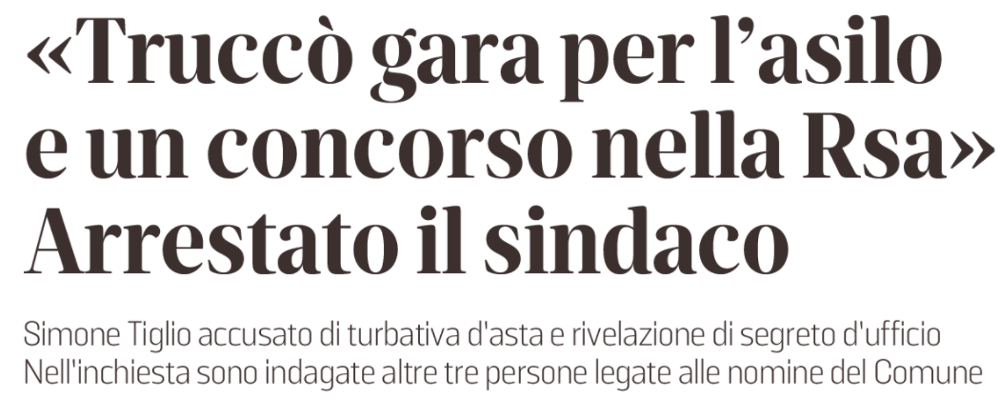 «Truccò gara per l’asilo
e un concorso nella Rsa»
Arrestato il sindaco
Simone Tiglio accusato di turbativa d'asta e rivelazione di segreto d'ufficio
Nell'inchiesta sono indagate altre tre persone legate alle nomine del Comune